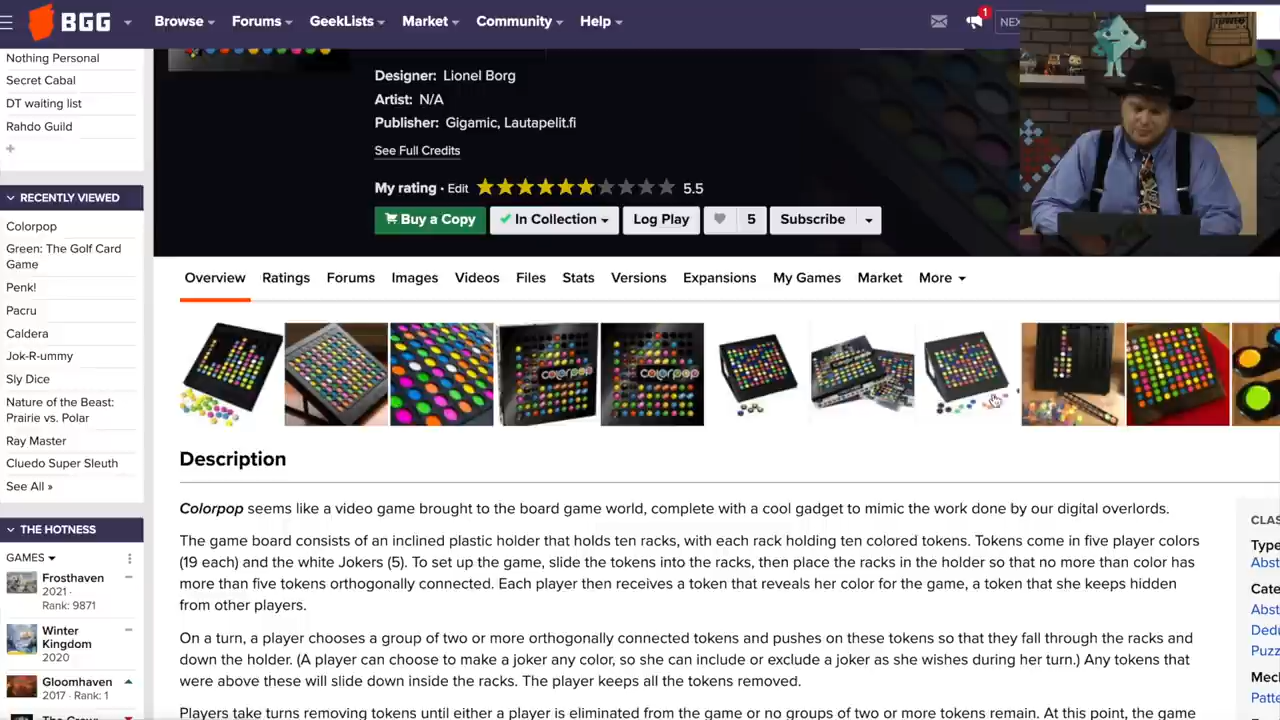 BGG
Browse
Forums
GeekLists
Market
Community
Help
1
NEX
Nothing Personal
Secret Cabal
DT waiting list
Rahdo Guild
RECENTLY VIEWED
Colorpop
Green: The Golf Card
Game
Penk!
Pacru
Caldera
Jok-R-ummy
Sly Dice
Nature of the Beast:
Prairie vs. Polar
Ray Master
Cluedo Super Sleuth
See All »
THE HOTNESS
GAMES
Frosthaven
2021 ·
Rank: 9871
Winter
Kingdom
2020
Gloomhaven
2017 · Rank: 1
Designer: Lionel Borg
Artist: N/A
Publisher: Gigamic, Lautapelit.fi
See Full Credits
My rating · Edit 5.5
Buy a Copy
In Collection
Log Play
5
Subscribe
Overview
Ratings
Forums
Images
Videos
Files
Stats
Versions
Expansions
My Games
Market
More
colorpop
colorpop
Description
Colorpop seems like a video game brought to the board game world, complete with a cool gadget to mimic the work done by our digital overlords.
The game board consists of an inclined plastic holder that holds ten racks, with each rack holding ten colored tokens. Tokens come in five player colors
(19 each) and the white Jokers (5). To set up the game, slide the tokens into the racks, then place the racks in the holder so that no more than color has
more than five tokens orthogonally connected. Each player then receives a token that reveals her color for the game, a token that she keeps hidden
from other players.
On a turn, a player chooses a group of two or more orthogonally connected tokens and pushes on these tokens so that they fall through the racks and
down the holder. (A player can choose to make a joker any color, so she can include or exclude a joker as she wishes during her turn.) Any tokens that
were above these will slide down inside the racks. The player keeps all the tokens removed.
Players take turns removing tokens until either a player is eliminated from the game or no groups of two or more tokens remain. At this point, the game
CLAS
Type
Abst
Cate
Abst
Dedu
Puzz
Mecl
Patte